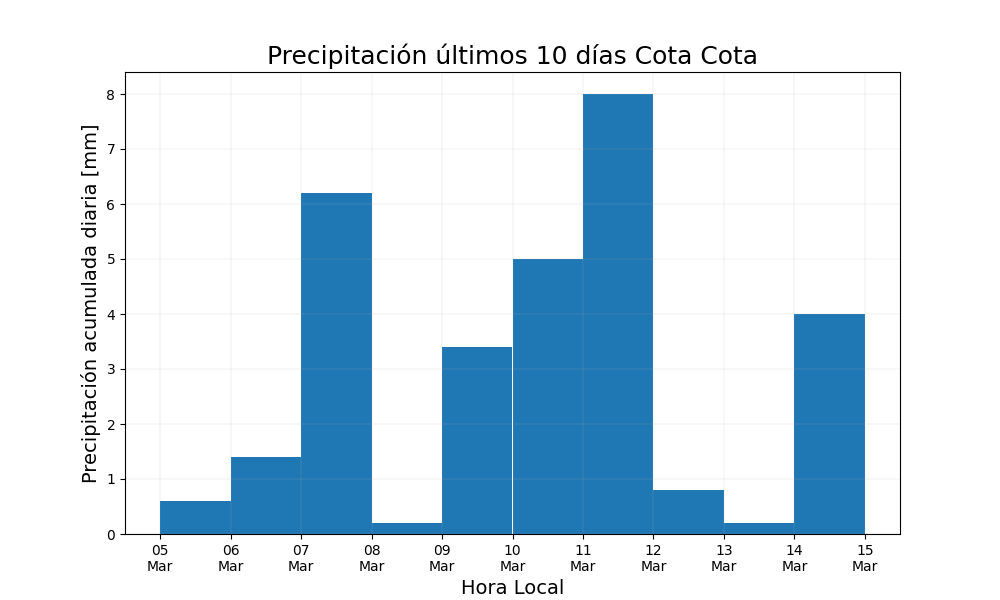 Precipitación últimos 10 días Cota Cota
Precipitación acumulada diaria [mm]
8
7
6
5
4
3
2
1
0
05 06 07 08 09 10 11 12 13 14 15
Mar Mar Mar Mar Mar Mar Mar Mar Mar Mar Mar
Hora Local